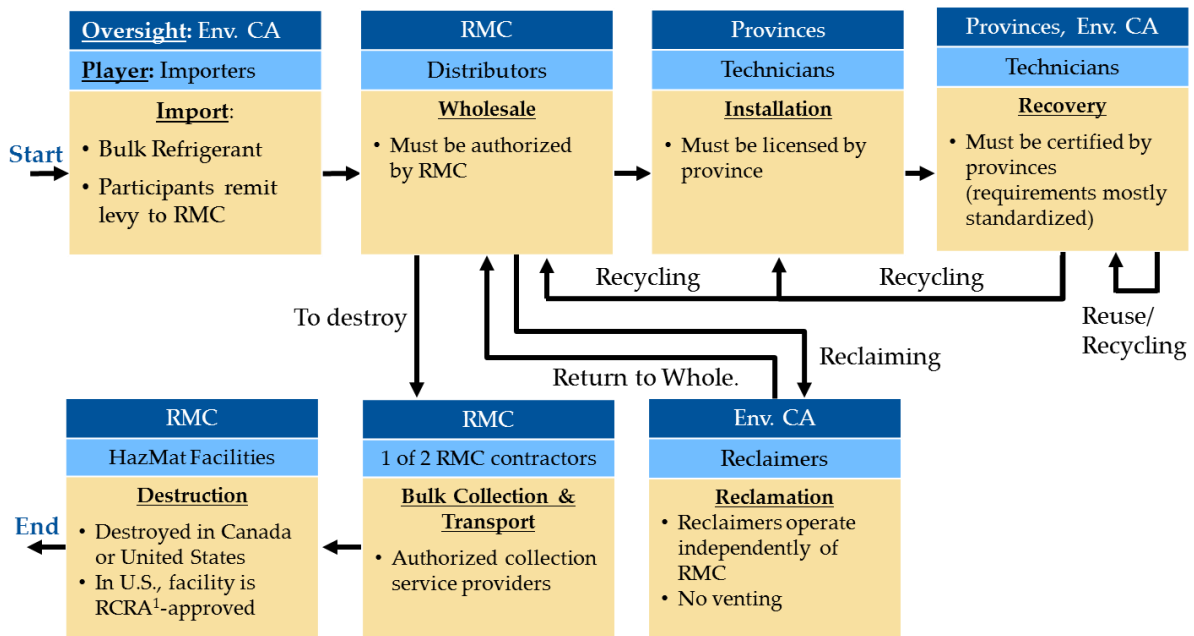 Oversight: Env. CA
Player: Importers
Import:
• Bulk Refrigerant
• Participants remit
levy to RMC
RMC
Distributors
Wholesale
• Must be authorized
by RMC
Provinces
Technicians
Installation
• Must be licensed by
province
Provinces, Env. CA
Technicians
Recovery
• Must be certified by
provinces
(requirements mostly
standardized)
Start
Recycling
Recycling
Reuse/
Recycling
To destroy
Reclaiming
Return to Whole.
RMC
HazMat Facilities
Destruction
• Destroyed in Canada
or United States
• In U.S., facility is
RCRA¹-approved
End
RMC
1 of 2 RMC contractors
Bulk Collection &
Transport
• Authorized collection
service providers
Env. CA
Reclaimers
Reclamation
• Reclaimers operate
independently of
RMC
• No venting